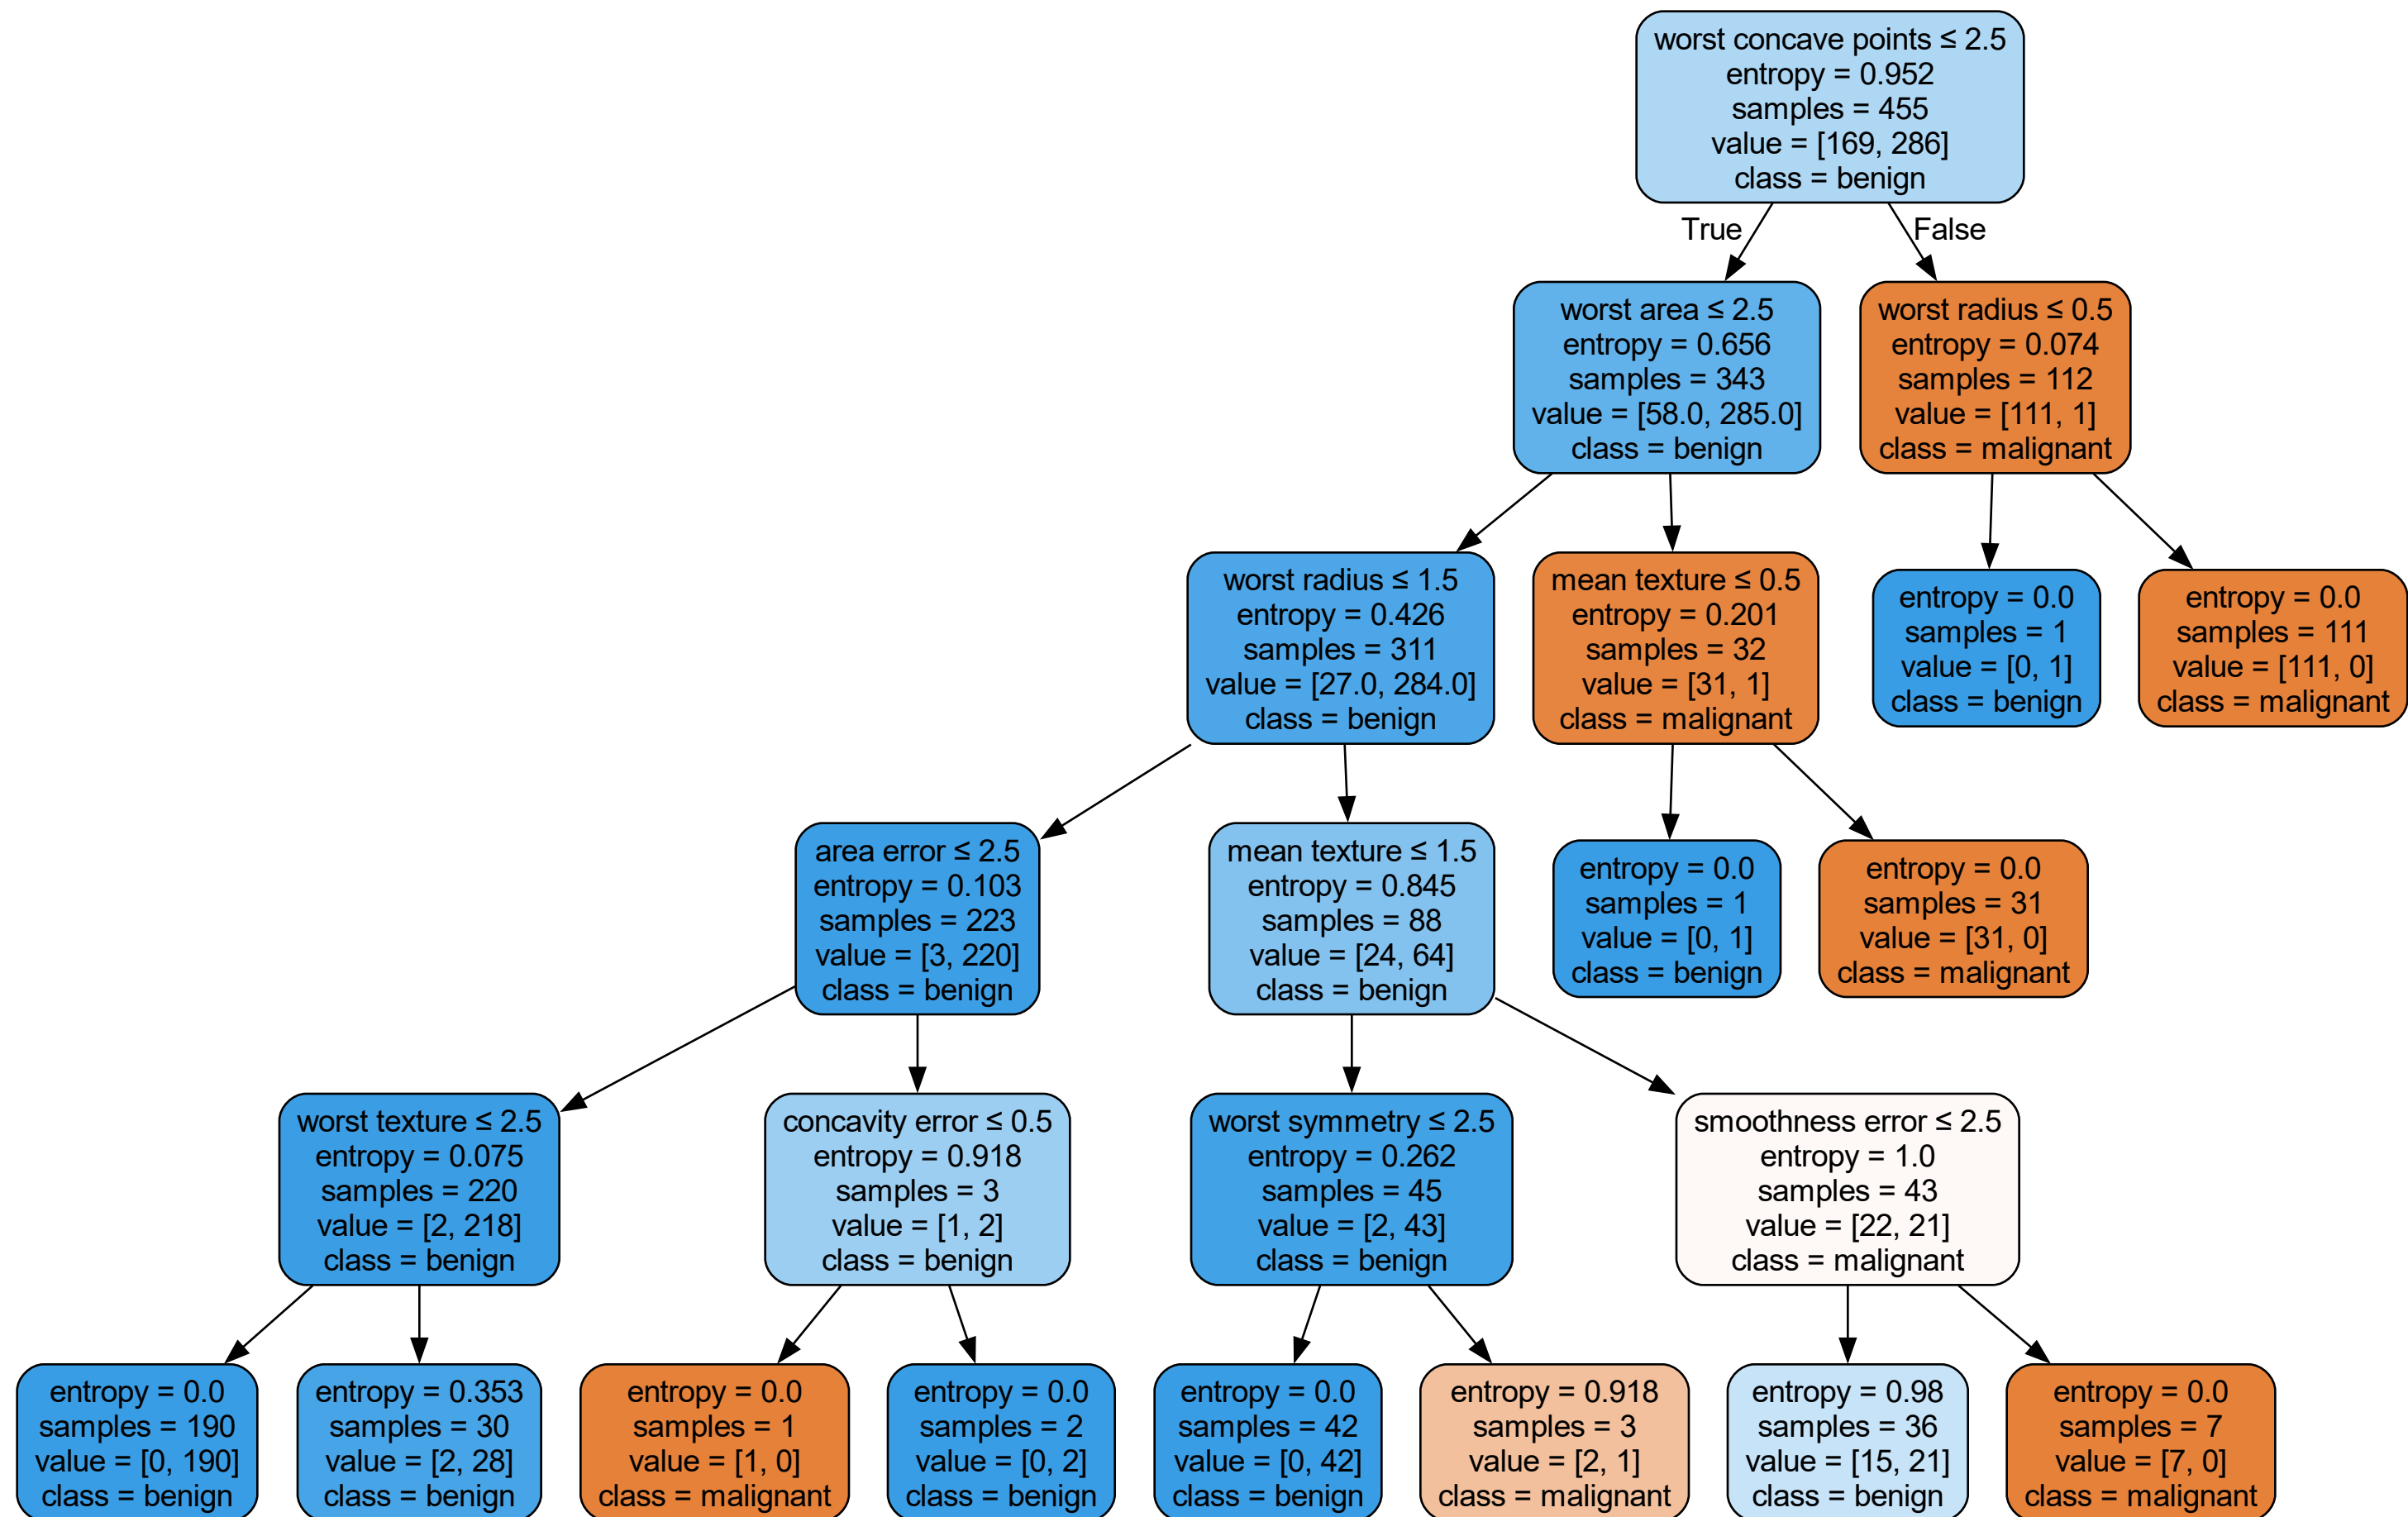 worst concave points ≤ 2.5
entropy = 0.952
samples = 455
value = [169, 286]
class = benign
True
False
worst area ≤ 2.5
entropy = 0.656
samples = 343
value = [58.0, 285.0]
class = benign
worst radius ≤ 0.5
entropy = 0.074
samples = 112
value = [111, 1]
class = malignant
worst radius ≤ 1.5
entropy = 0.426
samples = 311
value = [27.0, 284.0]
class = benign
mean texture ≤ 0.5
entropy = 0.201
samples = 32
value = [31, 1]
class = malignant
entropy = 0.0
samples = 1
value = [0, 1]
class = benign
entropy = 0.0
samples = 111
value = [111, 0]
class = malignant
area error ≤ 2.5
entropy = 0.103
samples = 223
value = [3, 220]
class = benign
mean texture ≤ 1.5
entropy = 0.845
samples = 88
value = [24, 64]
class = benign
entropy = 0.0
samples = 1
value = [0, 1]
class = benign
entropy = 0.0
samples = 31
value = [31, 0]
class = malignant
worst texture ≤ 2.5
entropy = 0.075
samples = 220
value = [2, 218]
class = benign
concavity error ≤ 0.5
entropy = 0.918
samples = 3
value = [1, 2]
class = benign
worst symmetry ≤ 2.5
entropy = 0.262
samples = 45
value = [2, 43]
class = benign
smoothness error ≤ 2.5
entropy = 1.0
samples = 43
value = [22, 21]
class = malignant
entropy = 0.0
samples = 190
value = [0, 190]
class = benign
entropy = 0.353
samples = 30
value = [2, 28]
class = benign
entropy = 0.0
samples = 1
value = [1, 0]
class = malignant
entropy = 0.0
samples = 2
value = [0, 2]
class = benign
entropy = 0.0
samples = 42
value = [0, 42]
class = benign
entropy = 0.918
samples = 3
value = [2, 1]
class = malignant
entropy = 0.98
samples = 36
value = [15, 21]
class = benign
entropy = 0.0
samples = 7
value = [7, 0]
class = malignant